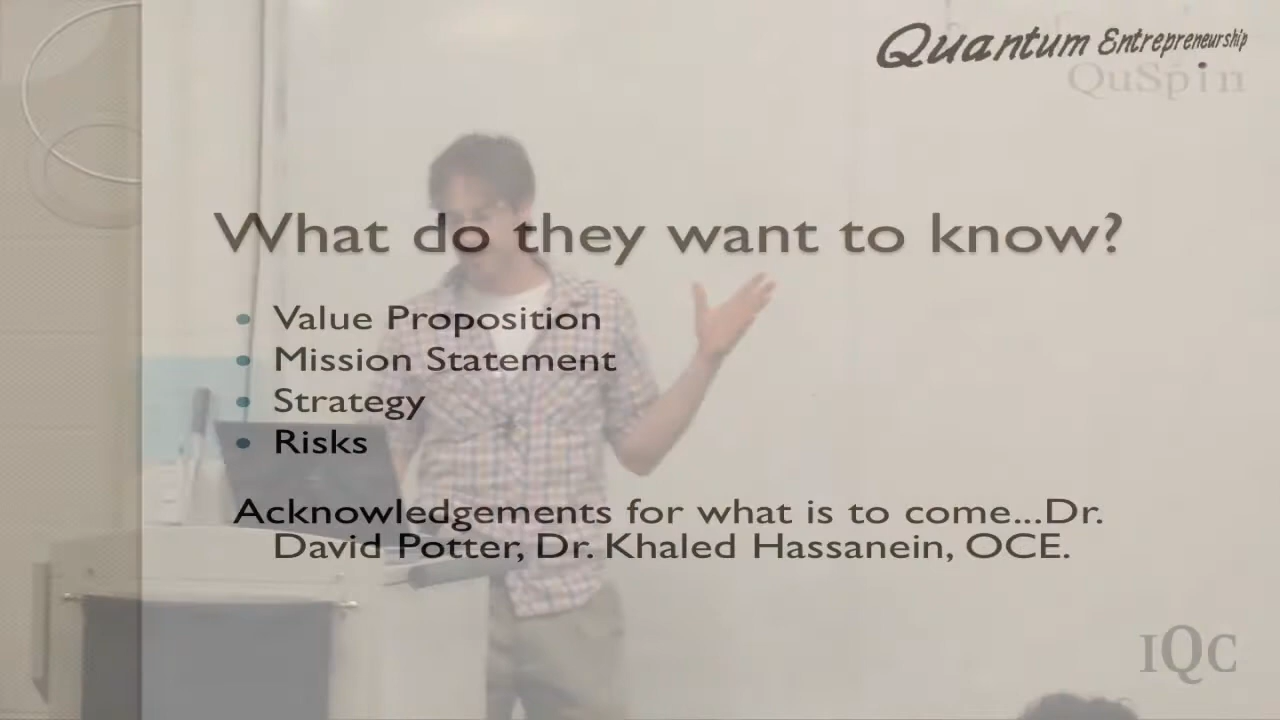 Quantum Entrepreneurship
QuSpin
What do they want to know?
• Value Proposition
• Mission Statement
• Strategy
• Risks
Acknowledgements for what is to come...Dr.
David Potter, Dr. Khaled Hassanein, OCE.
IQC